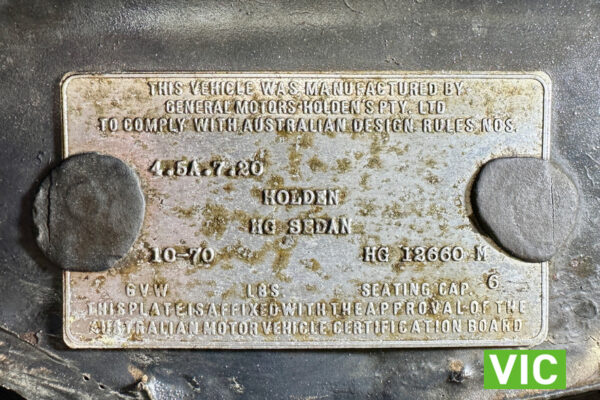 THIS VEHICLE WAS MANUFACTURED BY
GENERAL MOTORS-HOLDEN'S PTY. LTD
TO COMPLY WITH AUSTRALIAN DESIGN RULES NOS.
4.5A.7.20
HOLDEN
HG SEDAN
10-70 HG 12660 M
GVW LBS SEATING CAP. 6
THIS PLATE IS AFFIXED WITH THE APPROVAL OF THE
AUSTRALIAN MOTOR VEHICLE CERTIFICATION BOARD
VIC